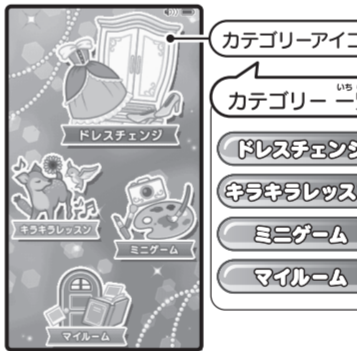 カテゴリーアイコ
いち
カテゴリー 一
ドレスチェンジ
キラキラレッスン
ミニゲーム
マイルーム
ドレスチェンジ
キラキラレッス
ミニゲーム
マイルーム